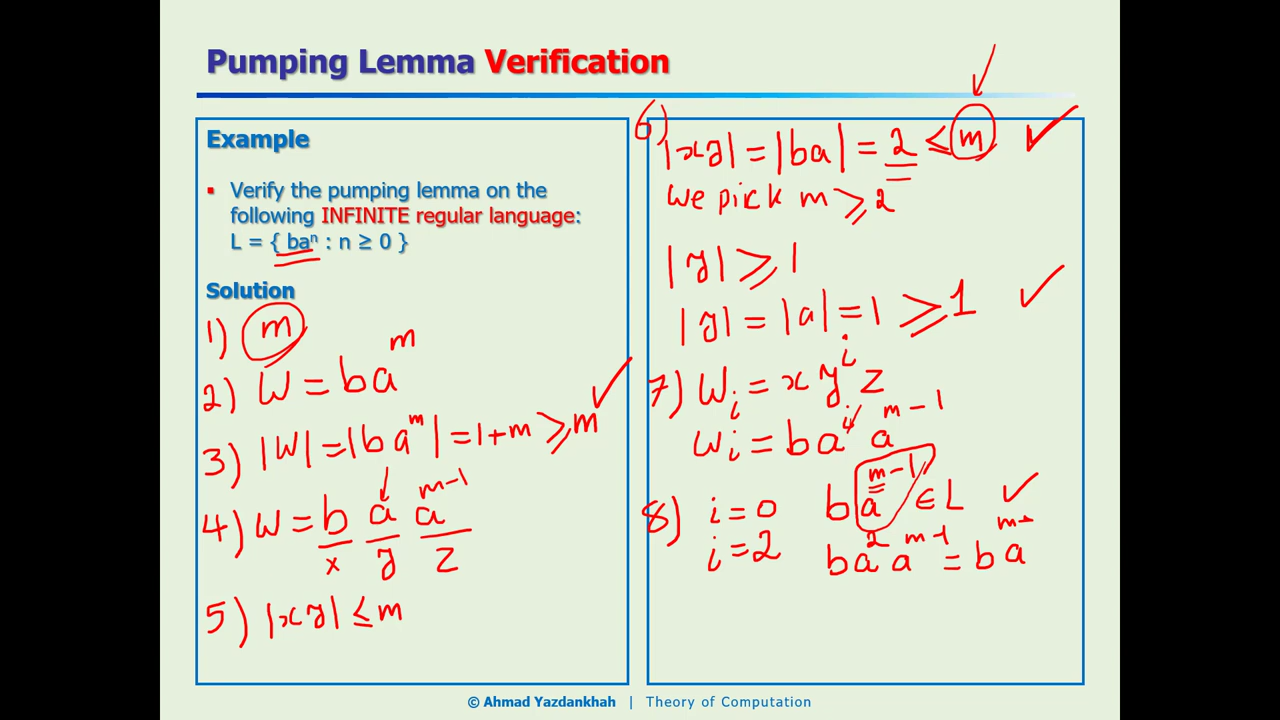 Pumping Lemma Verification
Example
▪ Verify the pumping lemma on the
following INFINITE regular language:
L = { baⁿ : n ≥ 0 }
Solution
1) m
2) W = ba^m
3) |W| = |ba^m| = 1+m ≥ m ✓
4) W = b a a^(m-1)
x y z
5) |xy| ≤ m
6) |xy| = |ba| = 2 ≤ m ✓
We pick m ≥ 2
|y| ≥ 1
|y| = |a| = 1 ≥ 1 ✓
7) W_i = x y^i z
W_i = b a^i a^(m-1)
8) i = 0 b a^(m-1) ∈ L ✓
i = 2 b a^2 a^(m-1) = b a^(m+
© Ahmad Yazdankhah | Theory of Computation